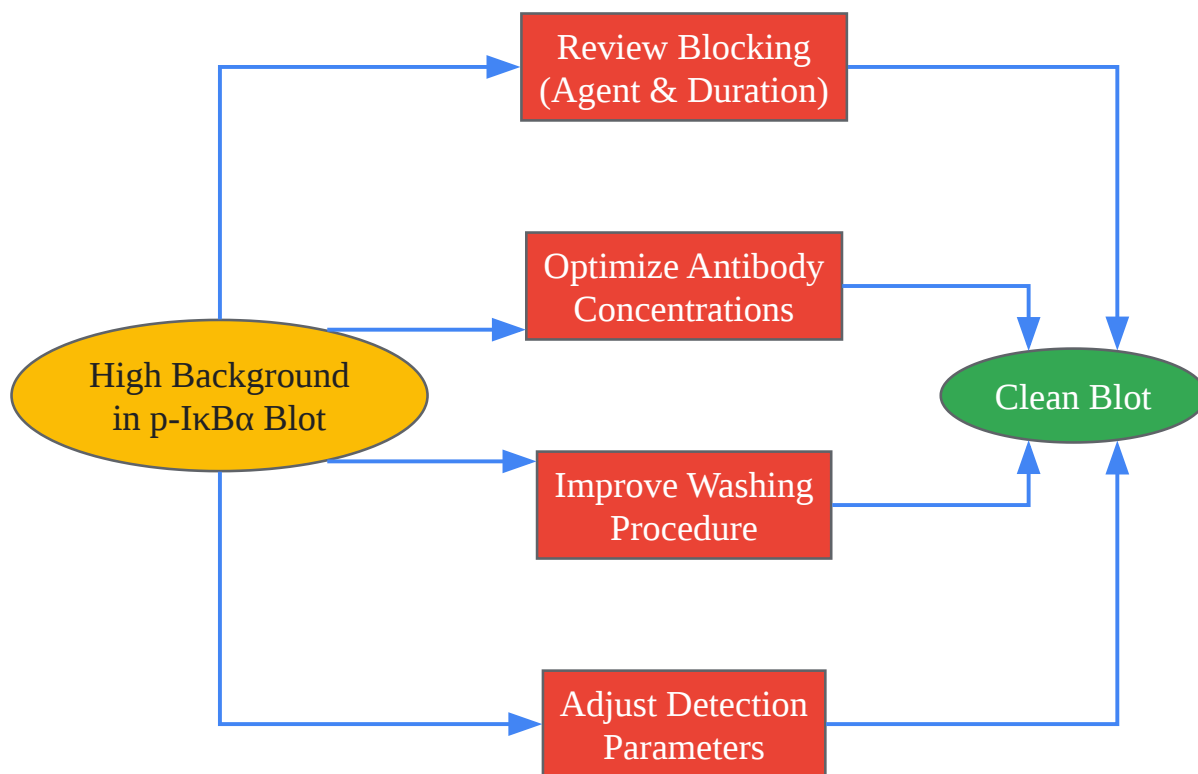 Review Blocking
(Agent & Duration)
Optimize Antibody
Concentrations
High Background
in p-IκBα Blot
Clean Blot
Improve Washing
Procedure
Adjust Detection
Parameters